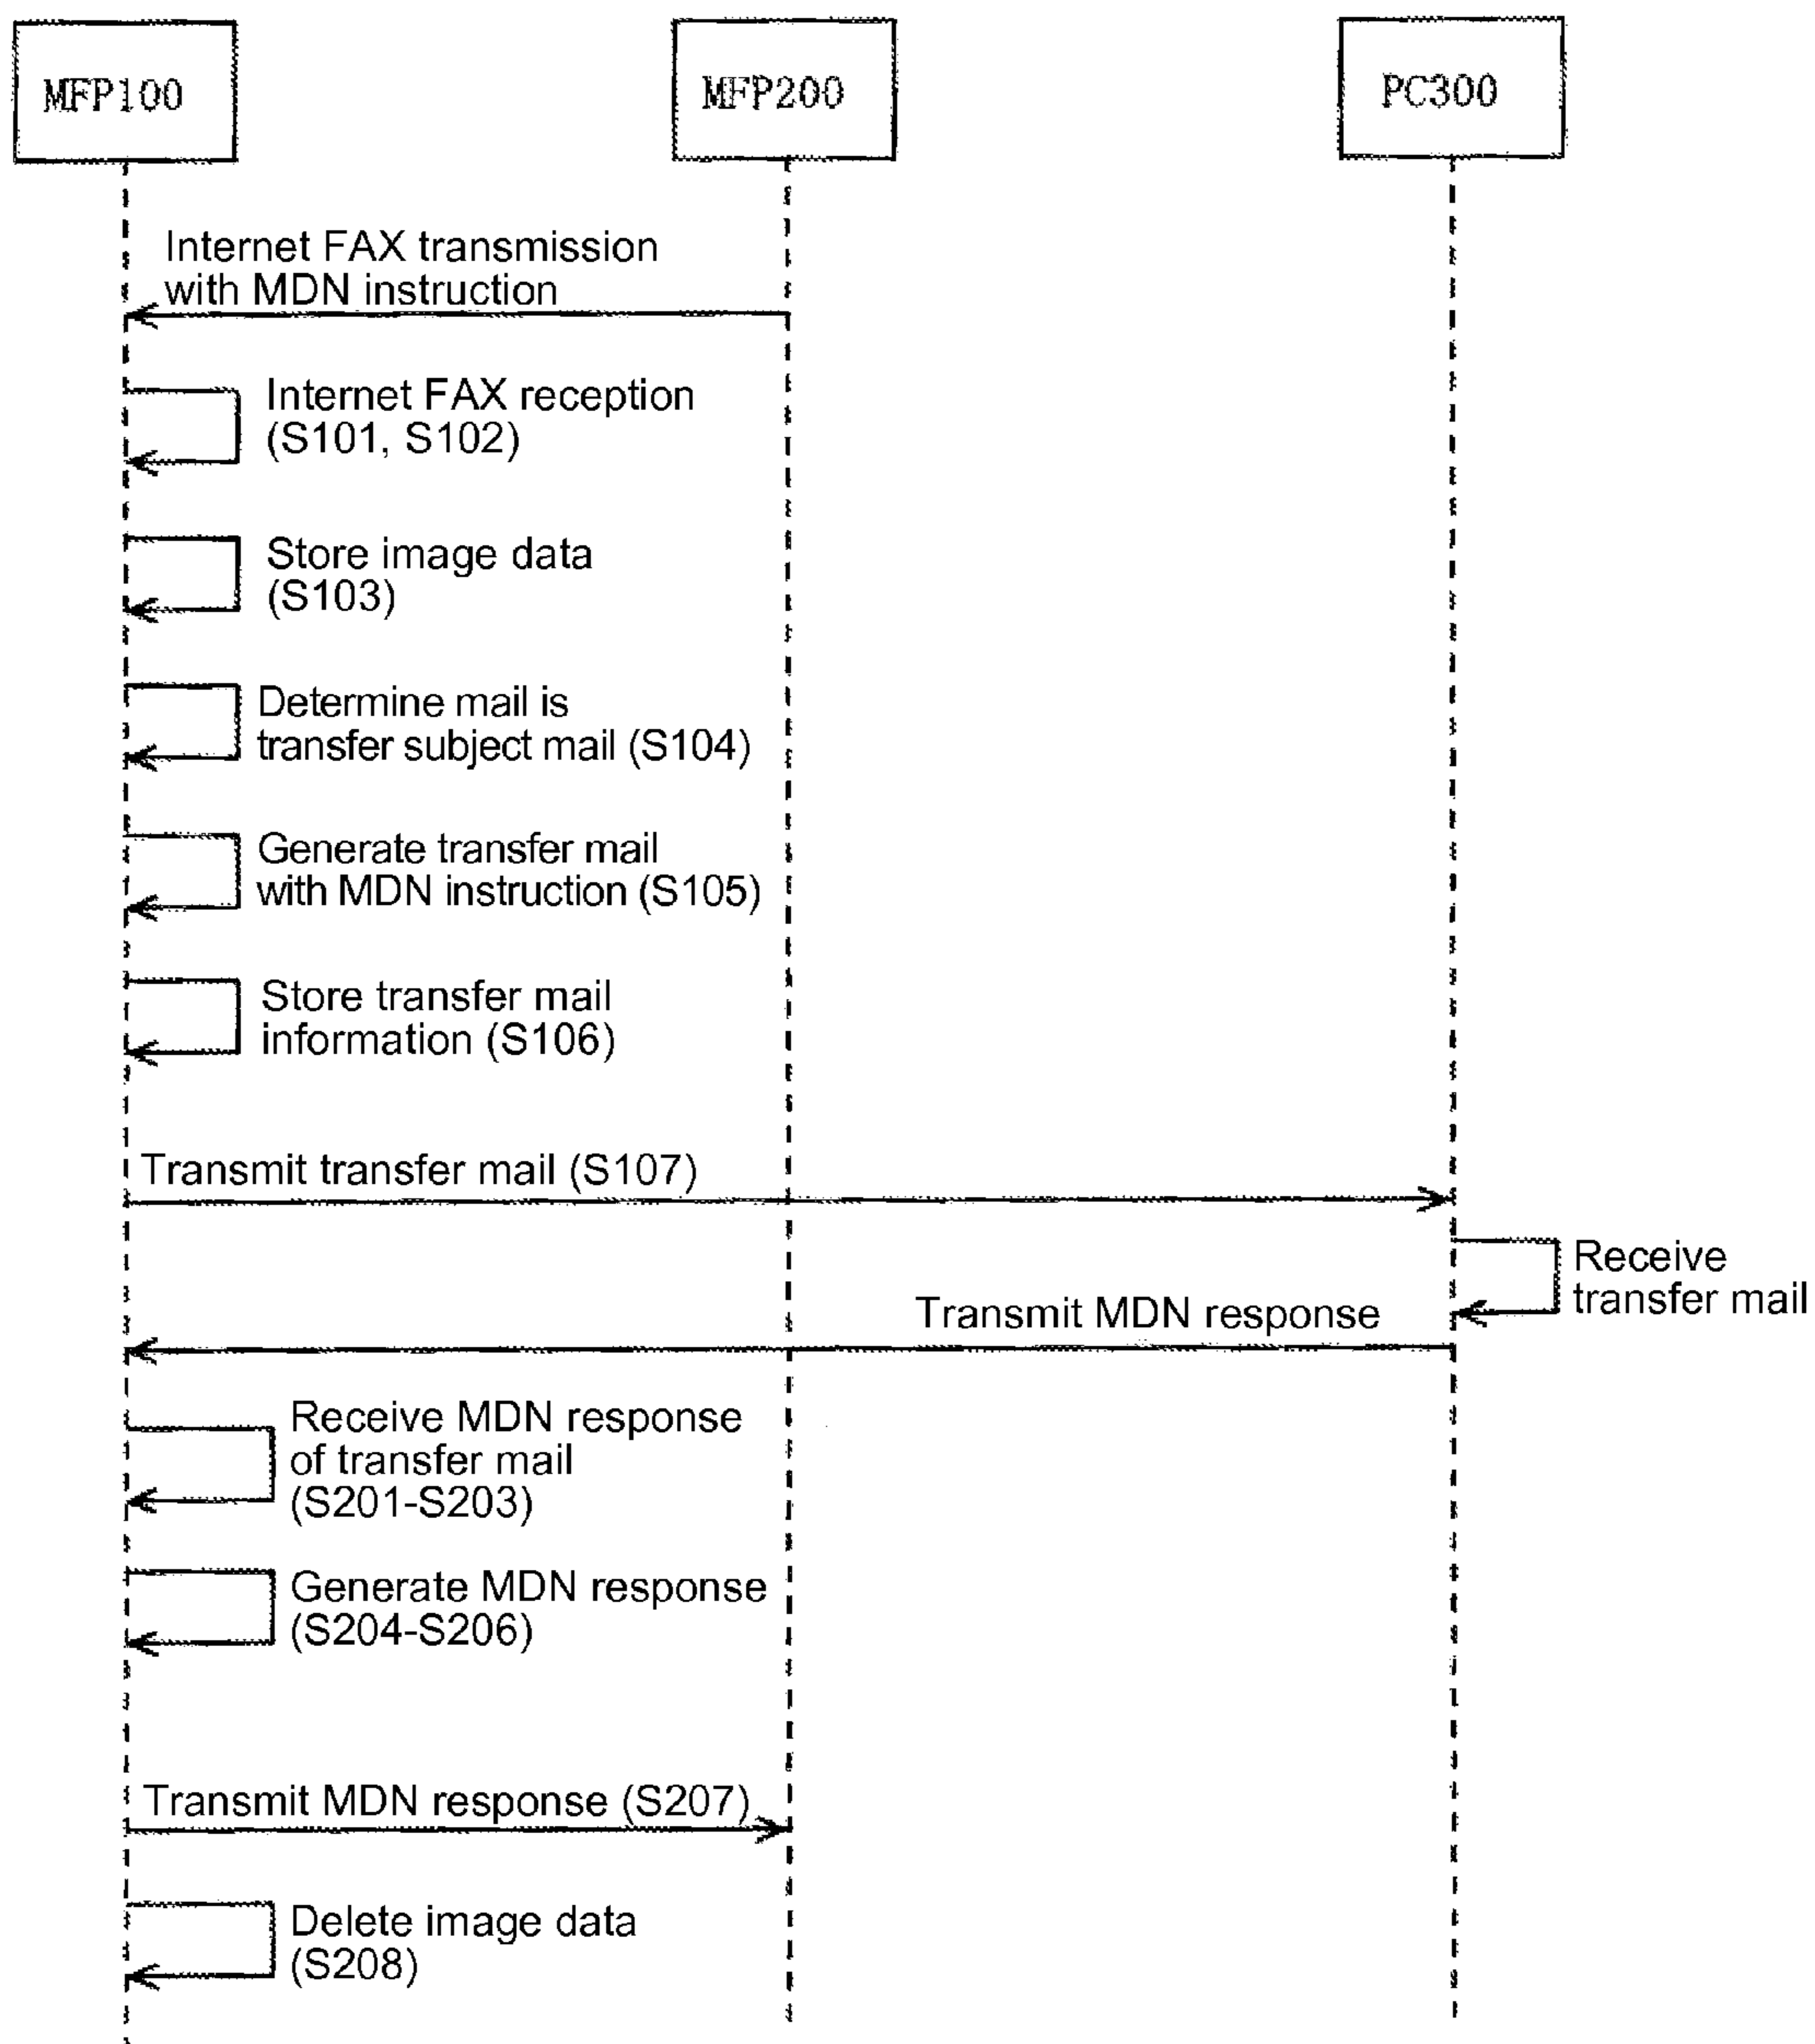 MFP100
MFP200
PC300
Internet FAX transmission
with MDN instruction
Internet FAX reception
(S101, S102)
Store image data
(S103)
Determine mail is
transfer subject mail (S104)
Generate transfer mail
with MDN instruction (S105)
Store transfer mail
information (S106)
Transmit transfer mail (S107)
Receive
transfer mail
Transmit MDN response
Receive MDN response
of transfer mail
(S201-S203)
Generate MDN response
(S204-S206)
Transmit MDN response (S207)
Delete image data
(S208)